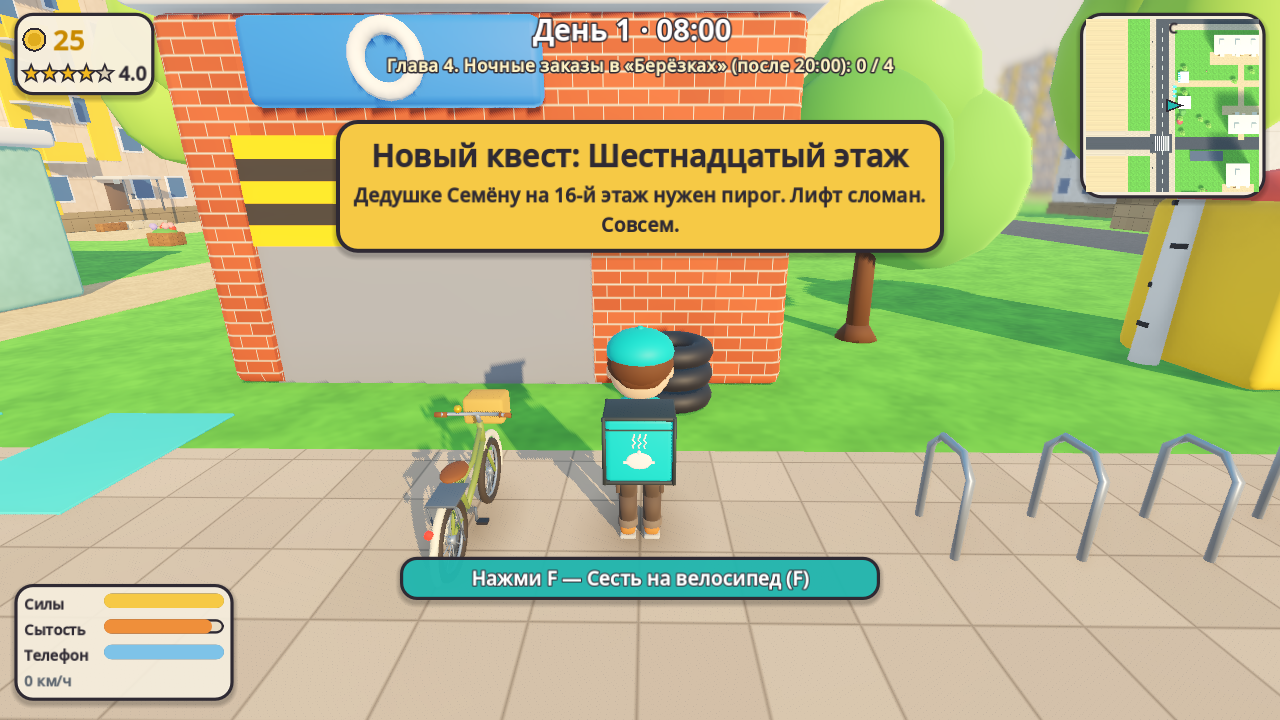 25
4.0
День 1 · 08:00
Глава 4. Ночные заказы в «Берёзках» (после 20:00): 0 / 4
С
Новый квест: Шестнадцатый этаж
Дедушке Семёну на 16-й этаж нужен пирог. Лифт сломан.
Совсем.
Нажми F — Сесть на велосипед (F)
Силы
Сытость
Телефон
0 км/ч